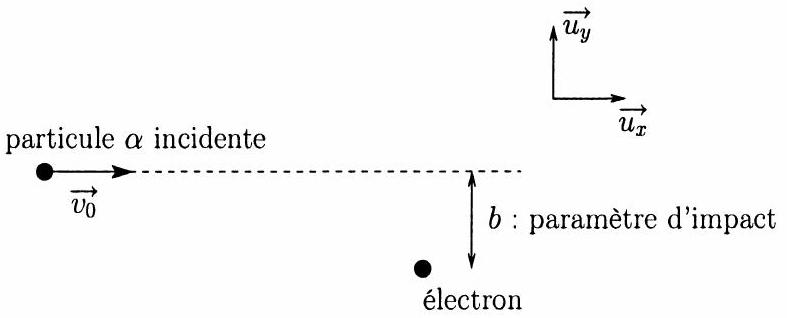 u_y
u_x
particule α incidente
v_0
b : paramètre d'impact
électron